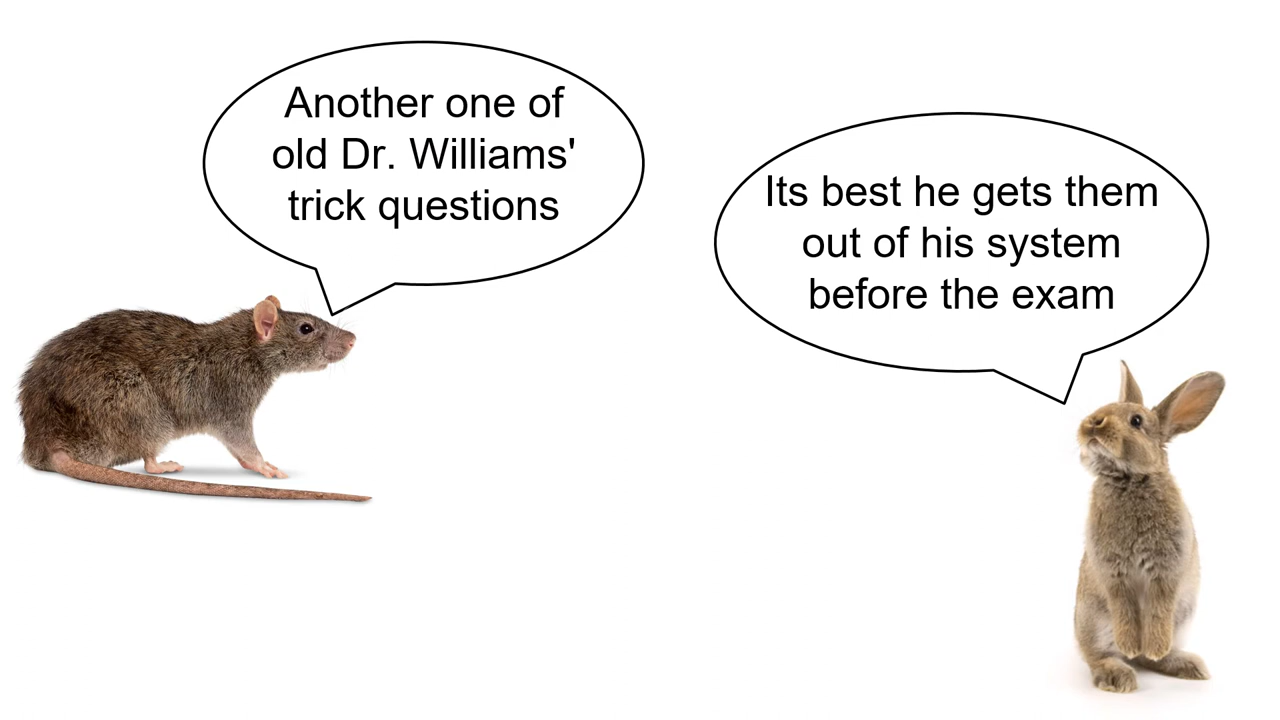 Another one of
old Dr. Williams'
trick questions
Its best he gets them
out of his system
before the exam